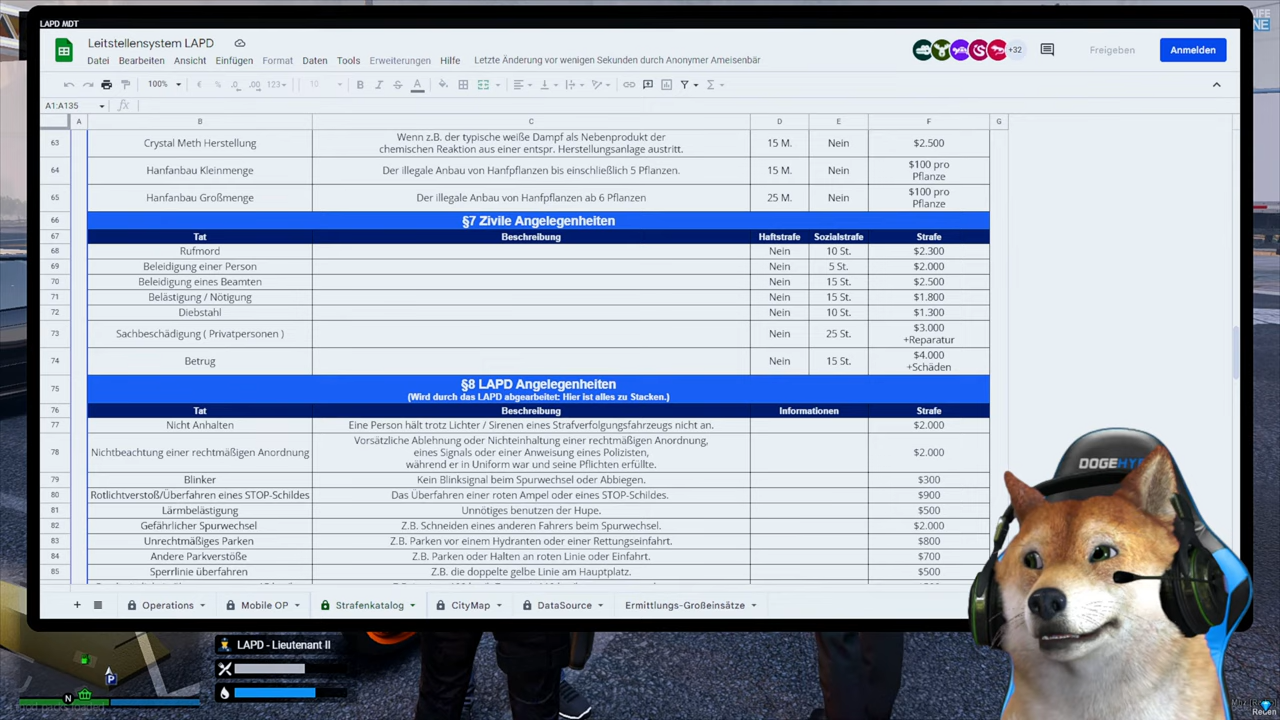 LAPD MDT
Leitstellensystem LAPD
Datei Bearbeiten Ansicht Einfügen Format Daten Tools Erweiterungen Hilfe Letzte Änderung vor wenigen Sekunden durch Anonymer Ameisenbär
+32
Freigeben
Anmelden
100%
€ % .0 .00 123
10
B I S A
A1:A135 fx
A B C D E F G
63 Crystal Meth Herstellung Wenn z.B. der typische weiße Dampf als Nebenprodukt der 15 M. Nein $2.500
chemischen Reaktion aus einer entspr. Herstellungsanlage austritt.
64 Hanfanbau Kleinmenge Der illegale Anbau von Hanfpflanzen bis einschließlich 5 Pflanzen. 15 M. Nein $100 pro
Pflanze
65 Hanfanbau Großmenge Der illegale Anbau von Hanfpflanzen ab 6 Pflanzen 25 M. Nein $100 pro
Pflanze
66 §7 Zivile Angelegenheiten
67 Tat Beschreibung Haftstrafe Sozialstrafe Strafe
68 Rufmord Nein 10 St. $2.300
69 Beleidigung einer Person Nein 5 St. $2.000
70 Beleidigung eines Beamten Nein 15 St. $2.500
71 Belästigung / Nötigung Nein 15 St. $1.800
72 Diebstahl Nein 10 St. $1.300
73 Sachbeschädigung ( Privatpersonen ) Nein 25 St. $3.000
+Reparatur
74 Betrug Nein 15 St. $4.000
+Schäden
75 §8 LAPD Angelegenheiten
(Wird durch das LAPD abgearbeitet: Hier ist alles zu Stacken.)
76 Tat Beschreibung Informationen Strafe
77 Nicht Anhalten Eine Person hält trotz Lichter / Sirenen eines Strafverfolgungsfahrzeugs nicht an. $2.000
78 Nichtbeachtung einer rechtmäßigen Anordnung Vorsätzliche Ablehnung oder Nichteinhaltung einer rechtmäßigen Anordnung, $2.000
eines Signals oder einer Anweisung eines Polizisten,
während er in Uniform war und seine Pflichten erfüllte.
79 Blinker Kein Blinksignal beim Spurwechsel oder Abbiegen. $300
80 Rotlichtverstoß/Überfahren eines STOP-Schildes Das Überfahren einer roten Ampel oder eines STOP-Schildes. $900
81 Lärmbelästigung Unnötiges benutzen der Hupe. $500
82 Gefährlicher Spurwechsel Z.B. Schneiden eines anderen Fahrers beim Spurwechsel. $2.000
83 Unrechtmäßiges Parken Z.B. Parken vor einem Hydranten oder einer Rettungseinfahrt. $800
84 Andere Parkverstöße Z.B. Parken oder Halten an roten Linie oder Einfahrt. $700
85 Sperrlinie überfahren Z.B. die doppelte gelbe Linie am Hauptplatz. $500
Operations Mobile OP Strafenkatalog CityMap DataSource Ermittlungs-Großeinsätze
DOGEHYPE
LAPD - Lieutenant II
P
N
Reden